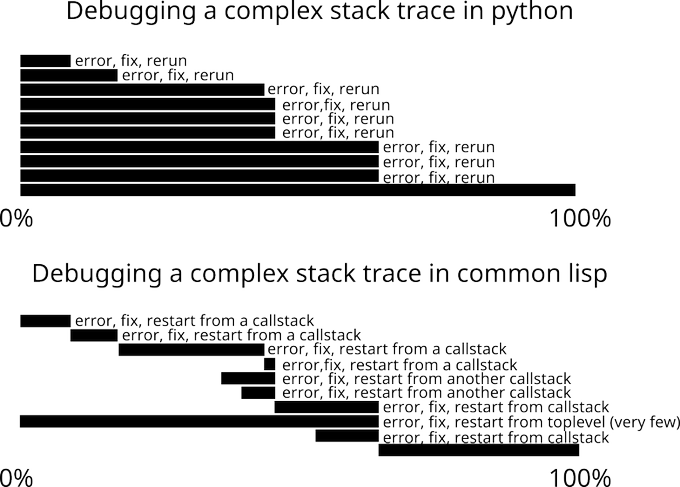 Debugging a complex stack trace in python
error, fix, rerun
error, fix, rerun
error, fix, rerun
error,fix, rerun
error, fix, rerun
error, fix, rerun
error, fix, rerun
error, fix, rerun
error, fix, rerun
0% 100%
Debugging a complex stack trace in common lisp
error, fix, restart from a callstack
error, fix, restart from a callstack
error, fix, restart from a callstack
error,fix, restart from a callstack
error, fix, restart from another callstack
error, fix, restart from another callstack
error, fix, restart from callstack
error, fix, restart from toplevel (very few)
error, fix, restart from callstack
0% 100%